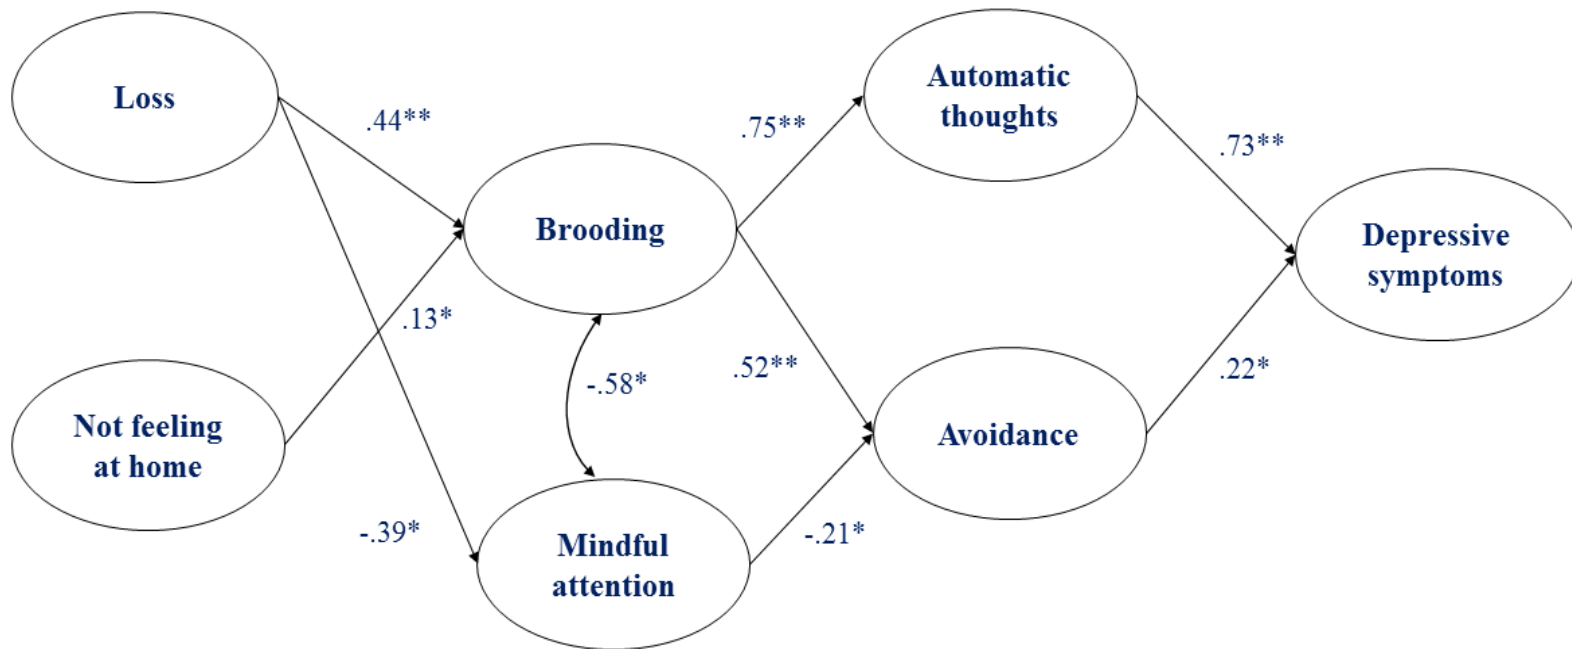 Loss
.44**
Not feeling
at home
.13*
-.39*
Brooding
-.58*
Mindful
attention
.75**
.52**
-.21*
Automatic
thoughts
Avoidance
.73**
.22*
Depressive
symptoms